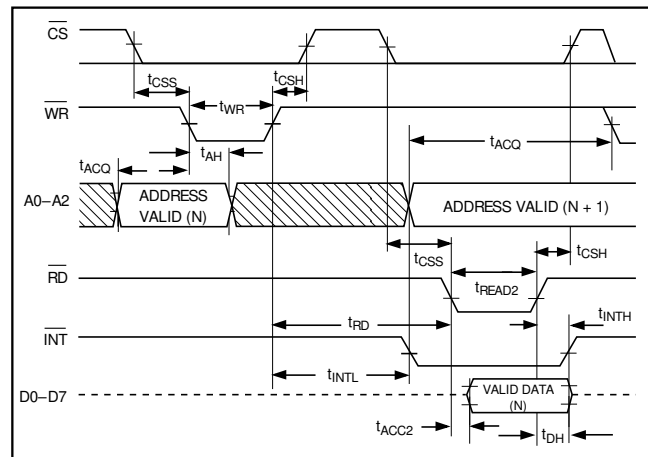 CS
tCSS
tWR
tCSH
WR
tACQ
tAH
tACQ
A0–A2
ADDRESS
VALID (N)
ADDRESS VALID (N + 1)
tCSS
tCSH
RD
tREAD2
tRD
tINTH
INT
tINTL
D0–D7
VALID DATA
(N)
tACC2
tDH